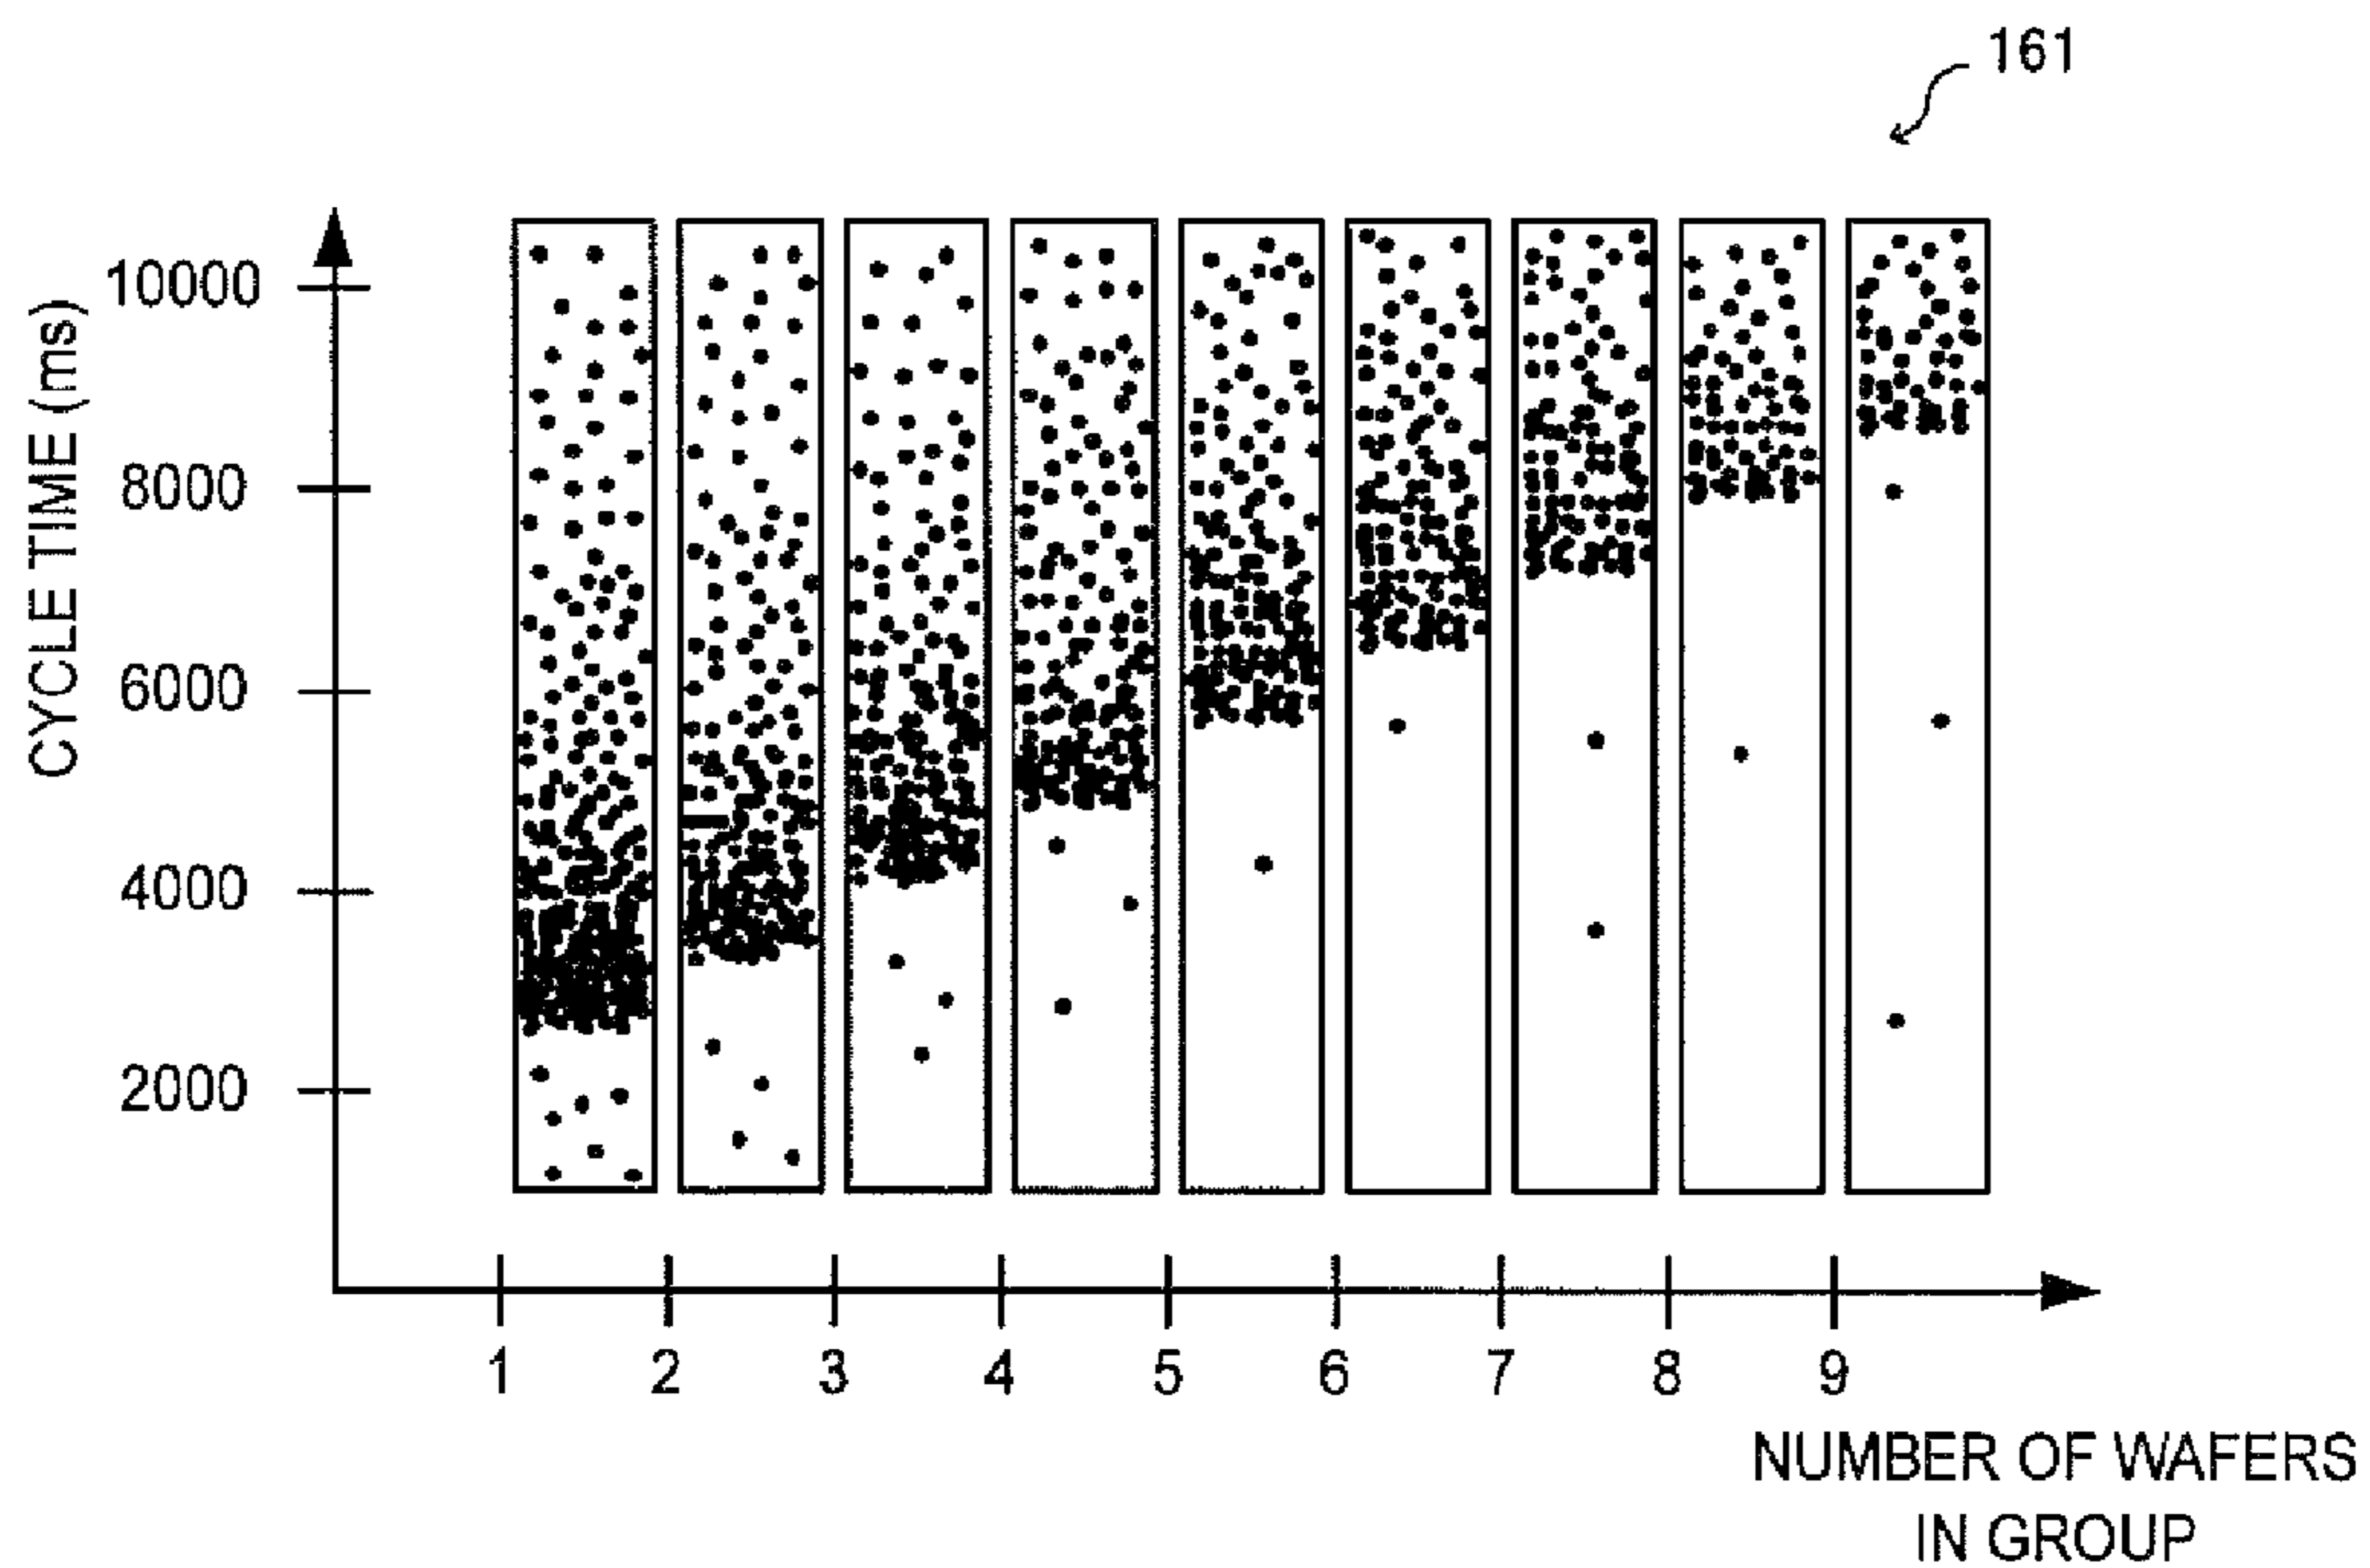 161
CYCLE TIME (ms)
10000
8000
6000
4000
2000
1 2 3 4 5 6 7 8 9
NUMBER OF WAFERS
IN GROUP